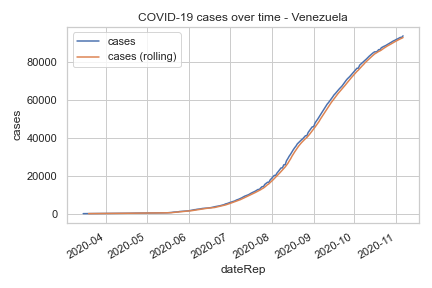 COVID-19 cases over time - Venezuela
cases
cases (rolling)
80000
60000
40000
20000
0
cases
2020-04
2020-05
2020-06
2020-07
2020-08
2020-09
2020-10
2020-11
dateRep